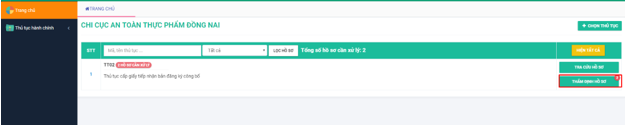 Trang chủ
TRANG CHỦ
Thủ tục hành chính
CHI CỤC AN TOÀN THỰC PHẨM ĐỒNG NAI
+ CHỌN THỦ TỤC
STT
Mã, tên thủ tục ...
Tất cả
LỌC HỒ SƠ
Tổng số hồ sơ cần xử lý: 2
HIỆN TẤT CẢ
TT02
Thủ tục cấp giấy tiếp nhận bản đăng ký công bố
TRA CỨU HỒ SƠ
THẨM ĐỊNH HỒ SƠ